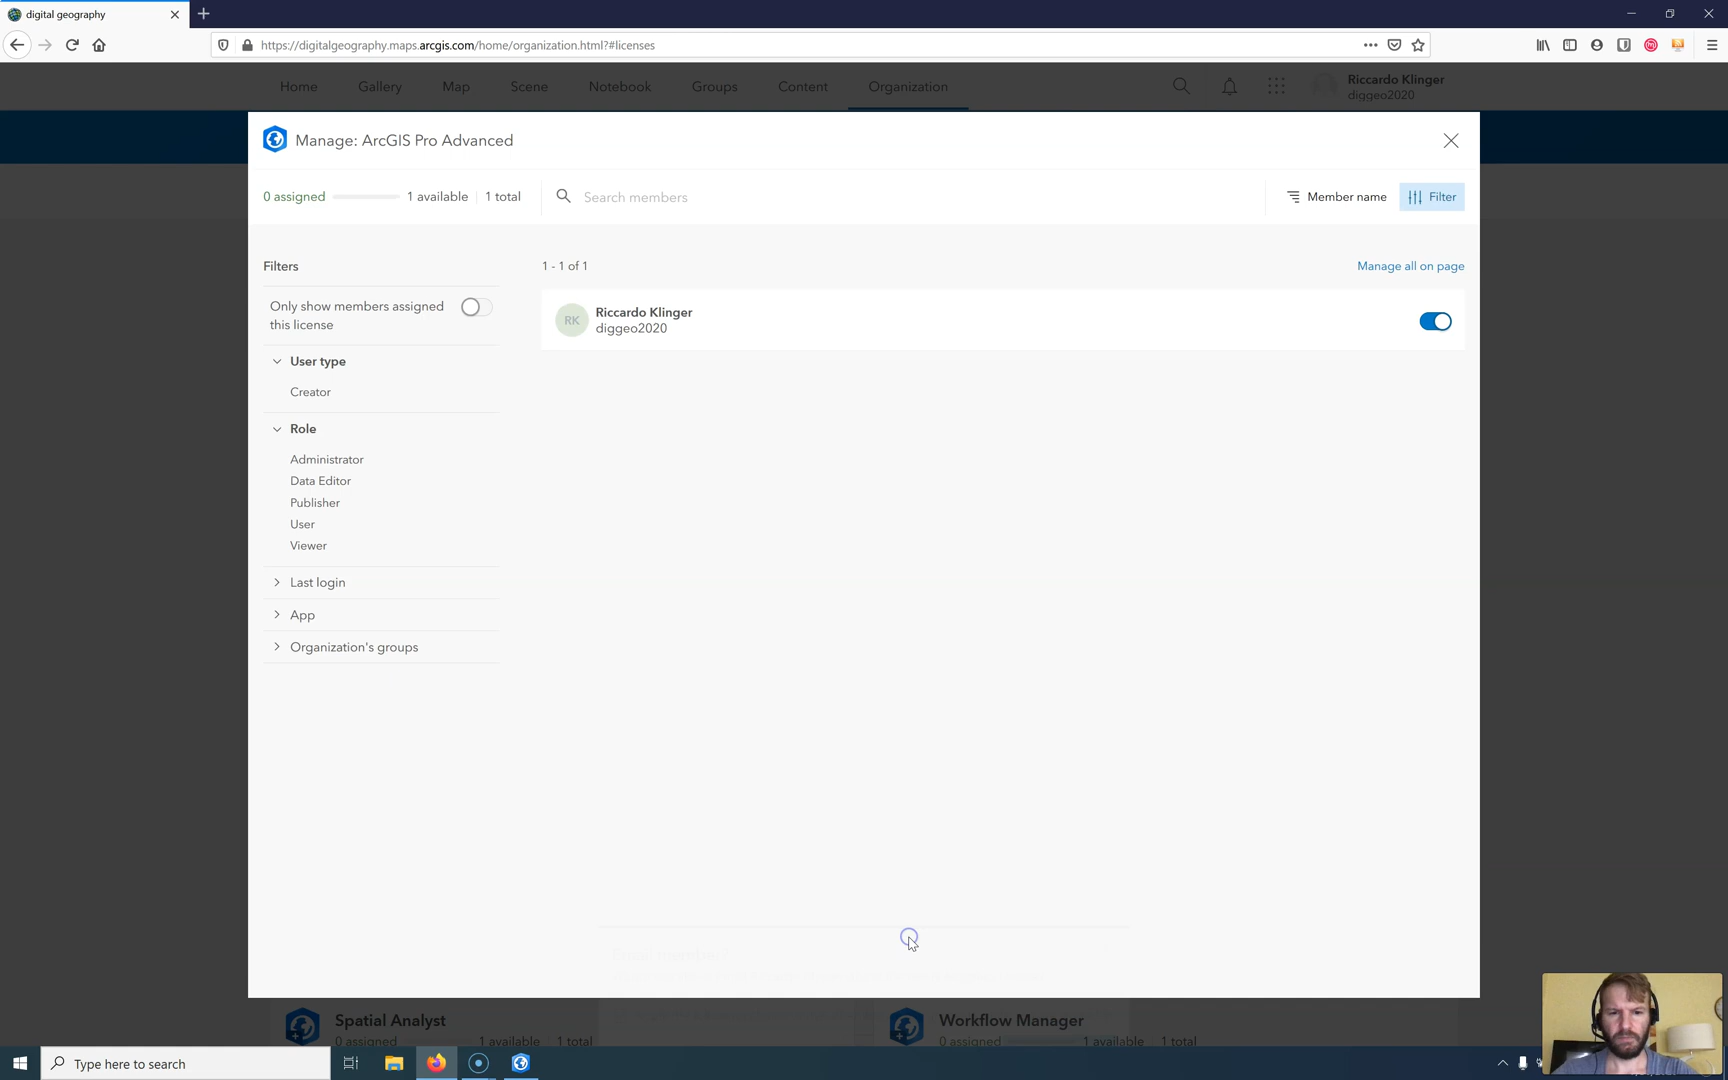 digital geography
https://digitalgeography.maps.arcgis.com/home/organization.html?#licenses
Home Gallery Map Scene Notebook Groups Content Organization
Riccardo Klinger
diggeo2020
Manage: ArcGIS Pro Advanced
0 assigned 1 available 1 total Search members Member name Filter
Filters 1 - 1 of 1 Manage all on page
Only show members assigned
this license
RK Riccardo Klinger
diggeo2020
User type
Creator
Role
Administrator
Data Editor
Publisher
User
Viewer
Last login
App
Organization's groups
Spatial Analyst Workflow Manager
0 assigned 1 available 1 total 0 assigned 1 available 1 total
Type here to search